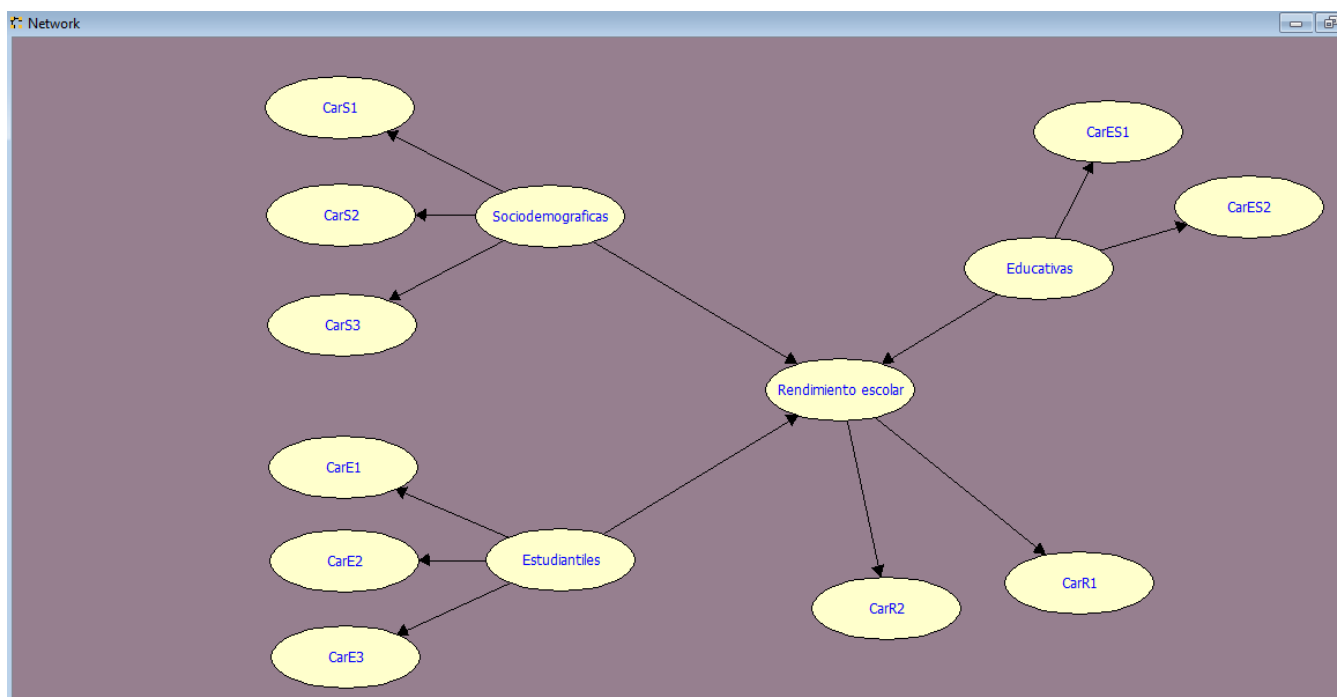 Network
CarS1
CarES1
CarS2
Sociodemograficas
CarES2
Educativas
CarS3
Rendimiento escolar
CarE1
CarE2
Estudiantiles
CarR1
CarR2
CarE3